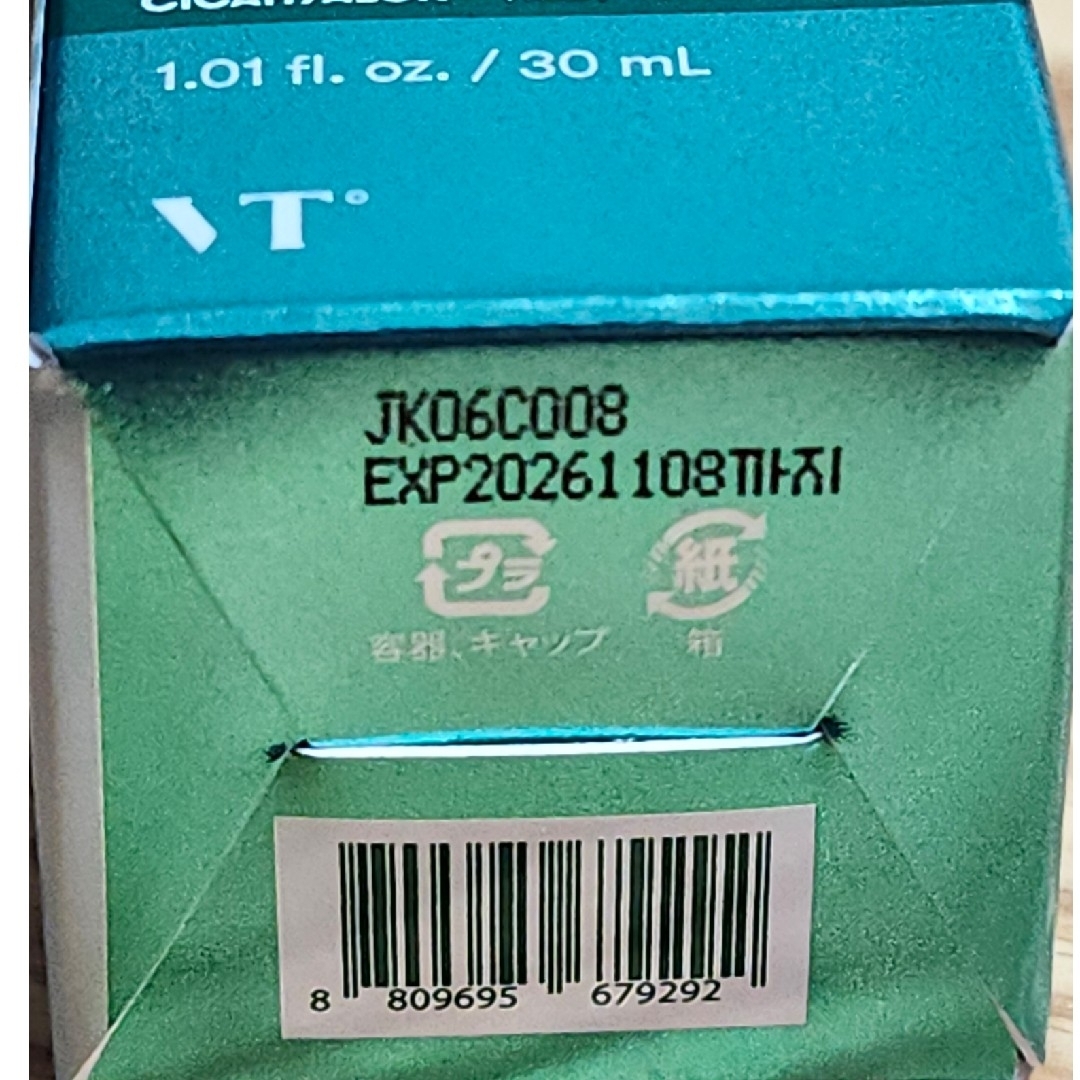 1.01 fl. oz. / 30 mL
VT
JK06C008
EXP20261108까지
プラ 紙
容器、キャップ 箱
8 809695 679292